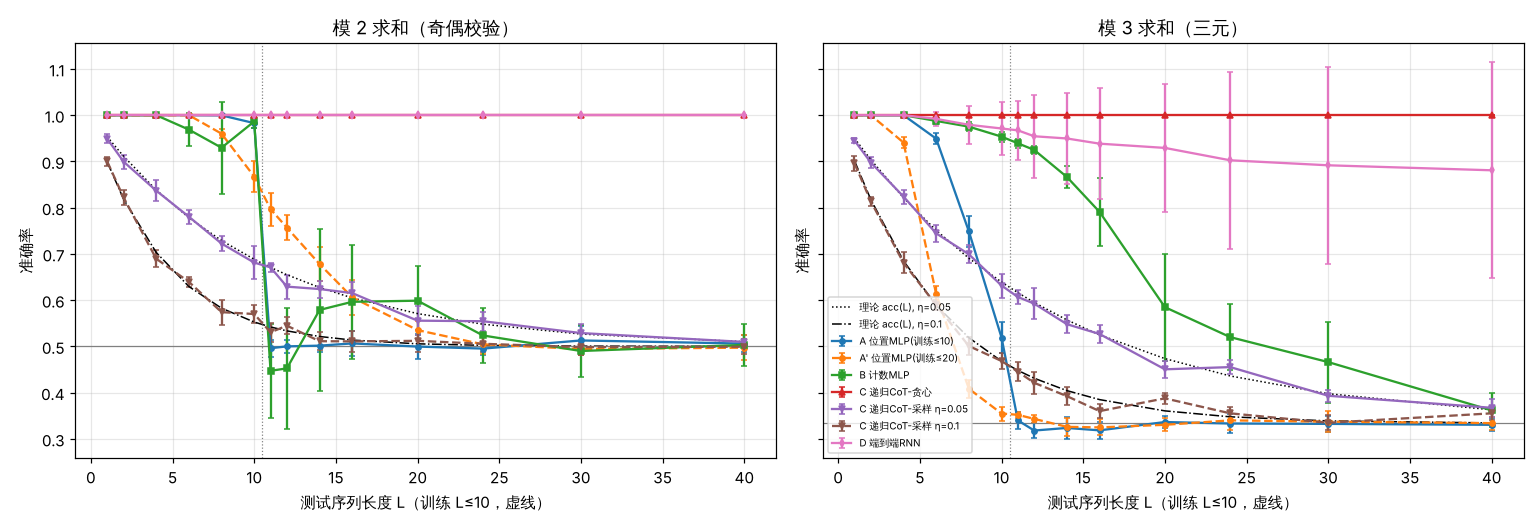 模 2 求和（奇偶校验）
准确率
1.1
1.0
0.9
0.8
0.7
0.6
0.5
0.4
0.3
0 5 10 15 20 25 30 35 40
测试序列长度 L（训练 L≤10，虚线）
模 3 求和（三元）
准确率
理论 acc(L), η=0.05
理论 acc(L), η=0.1
A 位置MLP(训练≤10)
A' 位置MLP(训练≤20)
B 计数MLP
C 递归CoT-贪心
C 递归CoT-采样 η=0.05
C 递归CoT-采样 η=0.1
D 端到端RNN
0 5 10 15 20 25 30 35 40
测试序列长度 L（训练 L≤10，虚线）